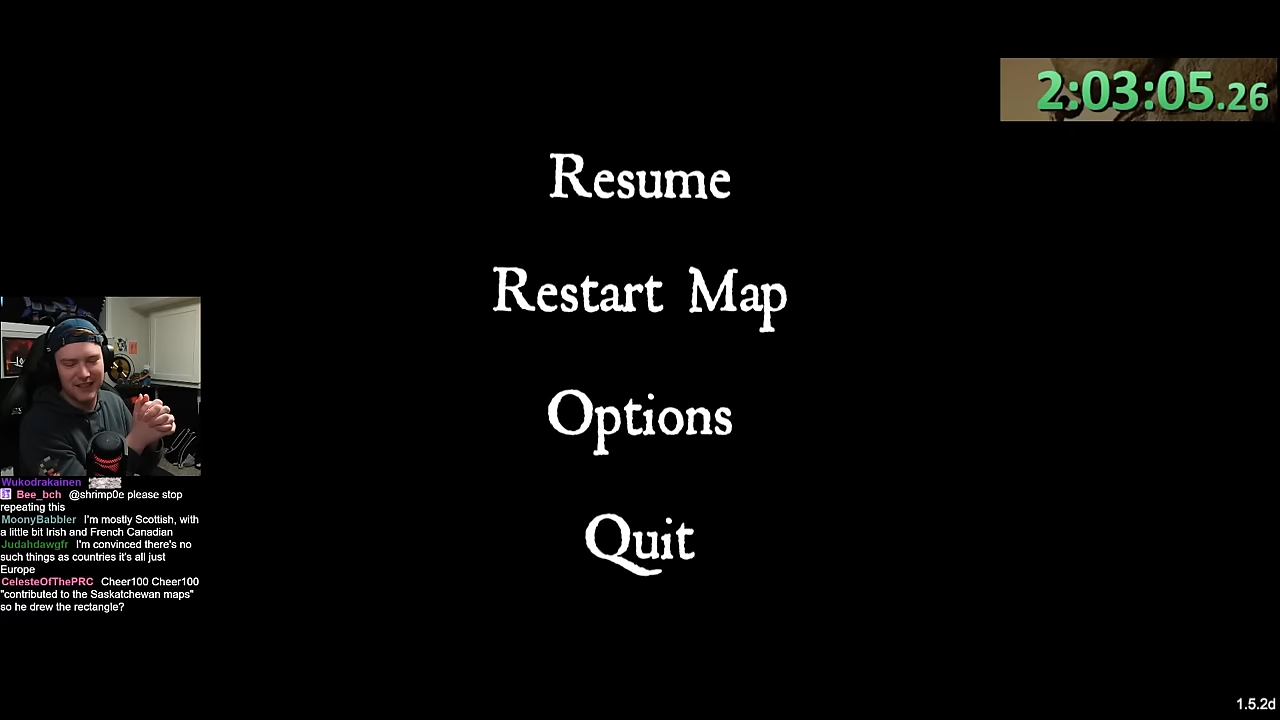 2:03:05.26
Resume
Restart Map
Options
Quit
Wukodrakainen
Bee_bch @shrimp0e please stop
repeating this
MoonyBabbler I'm mostly Scottish, with
a little bit Irish and French Canadian
Judahdawgfr I'm convinced there's no
such things as countries it's all just
Europe
CelesteOfThePRC Cheer100 Cheer100
"contributed to the Saskatchewan maps"
so he drew the rectangle?
1.5.2d